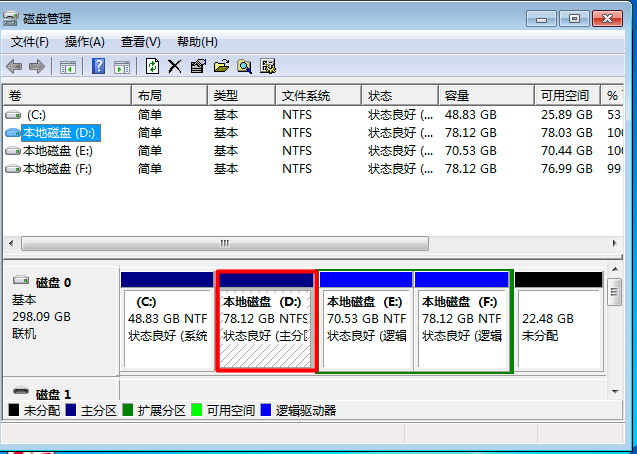 磁盘管理
文件(F) 操作(A) 查看(V) 帮助(H)
卷 布局 类型 文件系统 状态 容量 可用空间 %
(C:) 简单 基本 NTFS 状态良好 (... 48.83 GB 25.89 GB 53
本地磁盘 (D:) 简单 基本 NTFS 状态良好 (... 78.12 GB 78.03 GB 100
本地磁盘 (E:) 简单 基本 NTFS 状态良好 (... 70.53 GB 70.44 GB 100
本地磁盘 (F:) 简单 基本 NTFS 状态良好 (... 78.12 GB 76.99 GB 99
磁盘 0
基本
298.09 GB
联机
(C:)
48.83 GB NTF
状态良好 (系统
本地磁盘 (D:)
78.12 GB NTFS
状态良好 (主分区
本地磁盘 (E:)
70.53 GB NTF
状态良好 (逻辑
本地磁盘 (F:)
78.12 GB NTF
状态良好 (逻辑
22.48 GB
未分配
磁盘 1
未分配 主分区 扩展分区 可用空间 逻辑驱动器